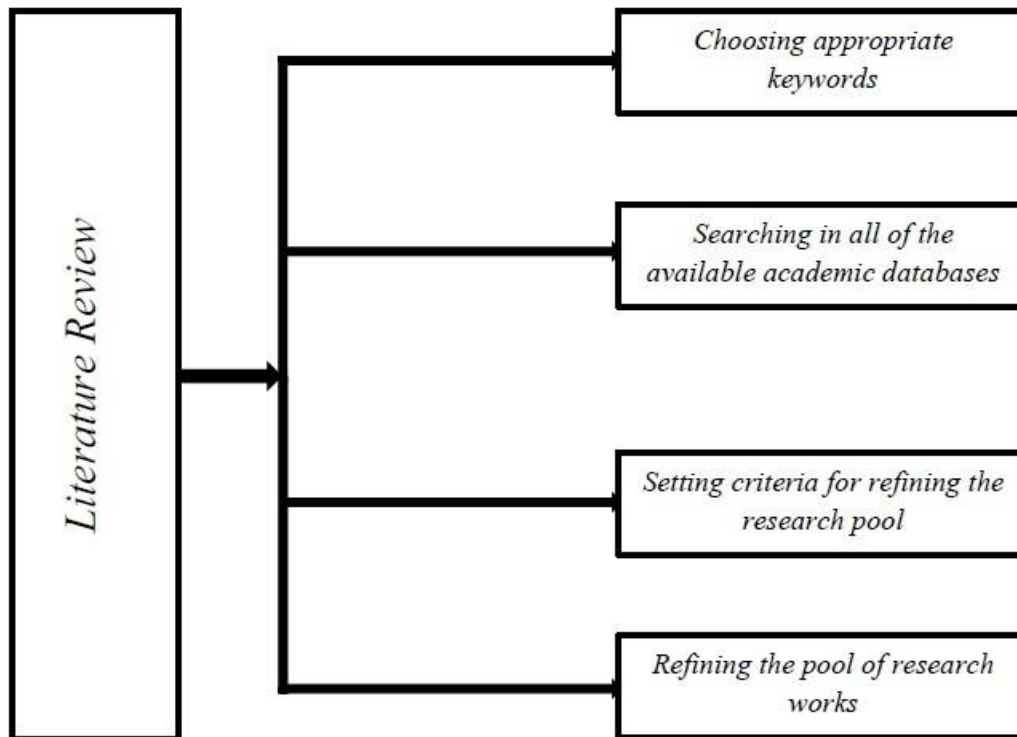 Literature Review
Choosing appropriate
keywords
Searching in all of the
available academic databases
Setting criteria for refining the
research pool
Refining the pool of research
works